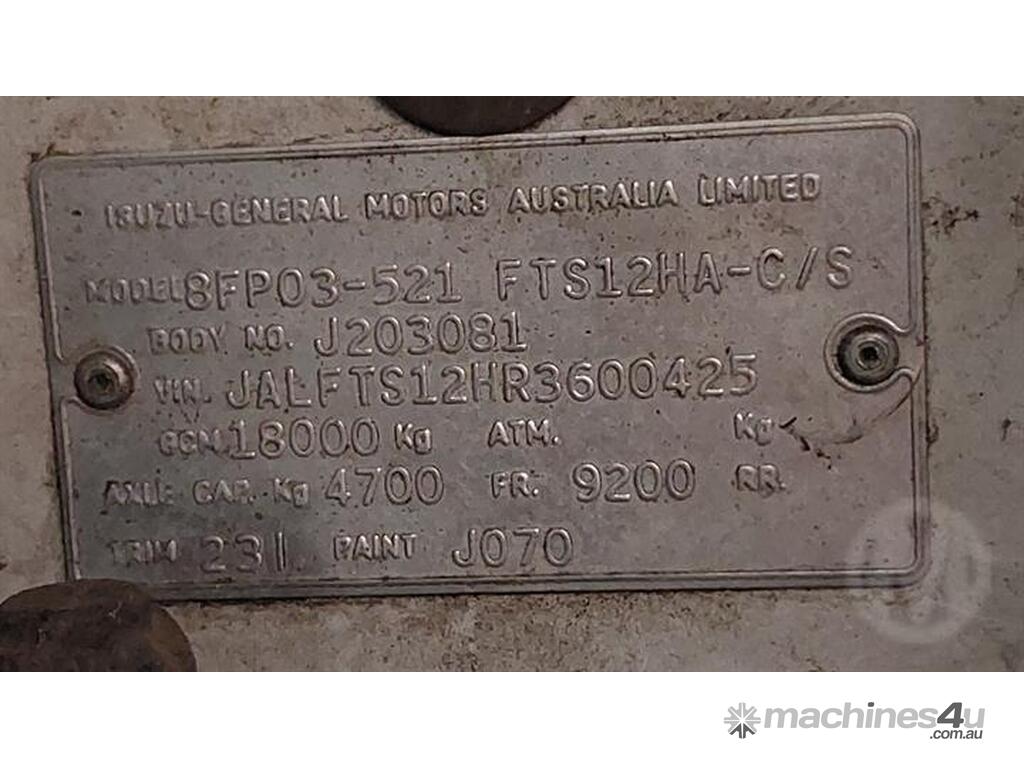 ISUZU-GENERAL MOTORS AUSTRALIA LIMITED
MODEL 8FP03-521 FTS12HA-C/S
BODY NO. J203081
VIN. JALFTS12HR3600425
GCM. 18000 Kg ATM. Kg
AXLE CAP. Kg 4700 FR. 9200 RR.
TRIM 231 PAINT J070
machines4u
.com.au